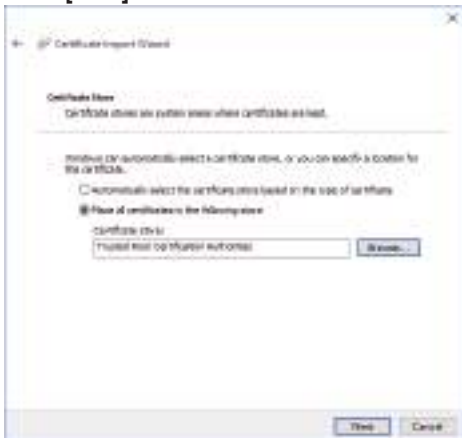 Certificate Import Wizard
Certificate Store
Certificate stores are system areas where certificates are kept.
Windows can automatically select a certificate store, or you can specify a location for
the certificate.
Automatically select the certificate store based on the type of certificate
Place all certificates in the following store
Certificate store:
Trusted Root Certification Authorities
Browse...
Next
Cancel